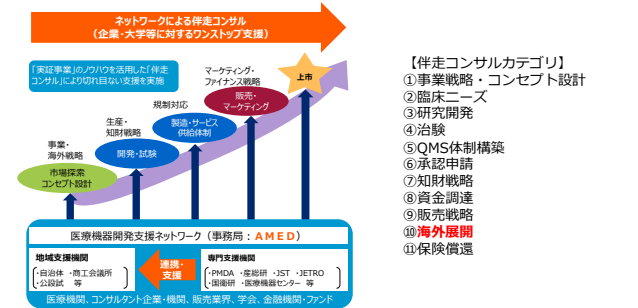 ネットワークによる伴走コンサル
(企業・大学等に対するワンストップ支援)
「実証事業」のノウハウを活用した「伴走
コンサル」により切れ目ない支援を実施
マーケティング・
ファイナンス戦略
上市
販売・
マーケティング
規制対応
製造・サービス
供給体制
生産・
知財戦略
開発・試験
事業・
海外戦略
市場探索
コンセプト設計
医療機器開発支援ネットワーク(事務局:AMED)
地域支援機関
・自治体 ・商工会議所
・公設試 等
連携・
支援
専門支援機関
・PMDA ・産総研 ・JST ・JETRO
・国衛研 ・医療機器センター 等
医療機関、コンサルタント企業・機関、販売業界、学会、金融機関・ファンド
【伴走コンサルカテゴリ】
①事業戦略・コンセプト設計
②臨床ニーズ
③研究開発
④治験
⑤QMS体制構築
⑥承認申請
⑦知財戦略
⑧資金調達
⑨販売戦略
⑩海外展開
⑪保険償還